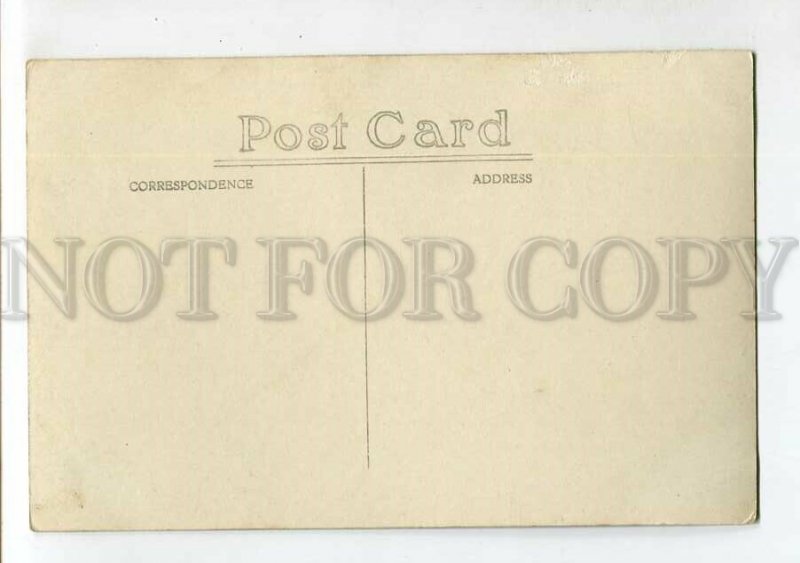 Post Card
CORRESPONDENCE
ADDRESS
NOT FOR COPY